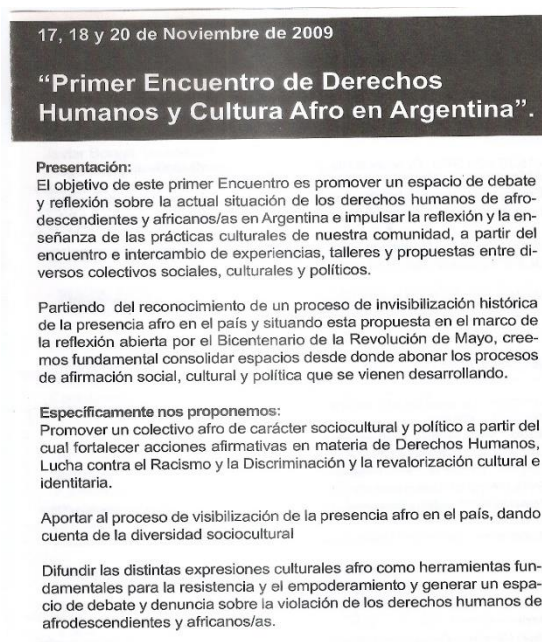 17, 18 y 20 de Noviembre de 2009
“Primer Encuentro de Derechos
Humanos y Cultura Afro en Argentina”.
Presentación:
El objetivo de este primer Encuentro es promover un espacio de debate
y reflexión sobre la actual situación de los derechos humanos de afro-
descendientes y africanos/as en Argentina e impulsar la reflexión y la en-
señanza de las prácticas culturales de nuestra comunidad, a partir del
encuentro e intercambio de experiencias, talleres y propuestas entre di-
versos colectivos sociales, culturales y políticos.
Partiendo del reconocimiento de un proceso de invisibilización histórica
de la presencia afro en el país y situando esta propuesta en el marco de
la reflexión abierta por el Bicentenario de la Revolución de Mayo, cree-
mos fundamental consolidar espacios desde donde abonar los procesos
de afirmación social, cultural y política que se vienen desarrollando.
Específicamente nos proponemos:
Promover un colectivo afro de carácter sociocultural y político a partir del
cual fortalecer acciones afirmativas en materia de Derechos Humanos,
Lucha contra el Racismo y la Discriminación y la revalorización cultural e
identitaria.
Aportar al proceso de visibilización de la presencia afro en el país, dando
cuenta de la diversidad sociocultural
Difundir las distintas expresiones culturales afro como herramientas fun-
damentales para la resistencia y el empoderamiento y generar un espa-
cio de debate y denuncia sobre la violación de los derechos humanos de
afrodescendientes y africanos/as.